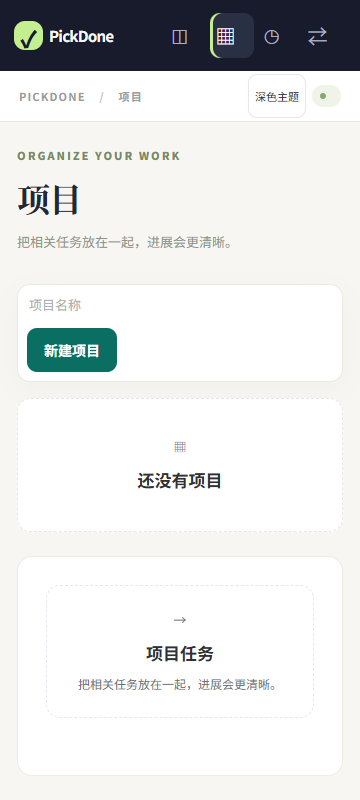 PickDone
PICKDONE / 项目
深色主题
ORGANIZE YOUR WORK
项目
把相关任务放在一起，进展会更清晰。
项目名称
新建项目
还没有项目
项目任务
把相关任务放在一起，进展会更清晰。